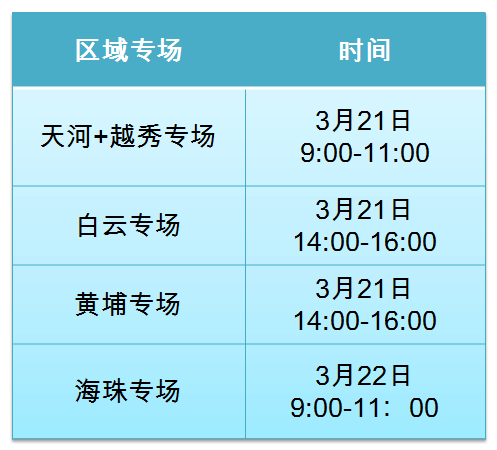 区域专场 时间
天河+越秀专场 3月21日
9:00-11:00
白云专场 3月21日
14:00-16:00
黄埔专场 3月21日
14:00-16:00
海珠专场 3月22日
9:00-11：00